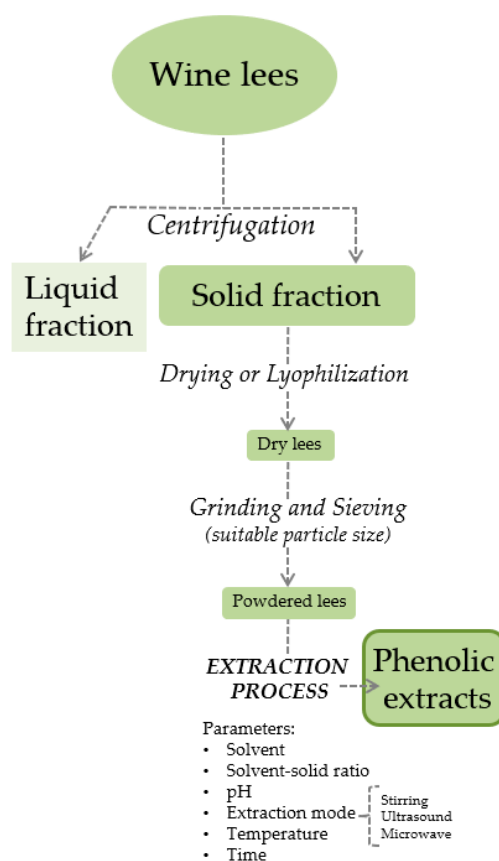 Wine lees
Centrifugation
Liquid
fraction
Solid fraction
Drying or Lyophilization
Dry lees
Grinding and Sieving
(suitable particle size)
Powdered lees
EXTRACTION
PROCESS
Phenolic
extracts
Parameters:
• Solvent
• Solvent-solid ratio
• pH
• Extraction mode
• Temperature
• Time
Stirring
Ultrasound
Microwave